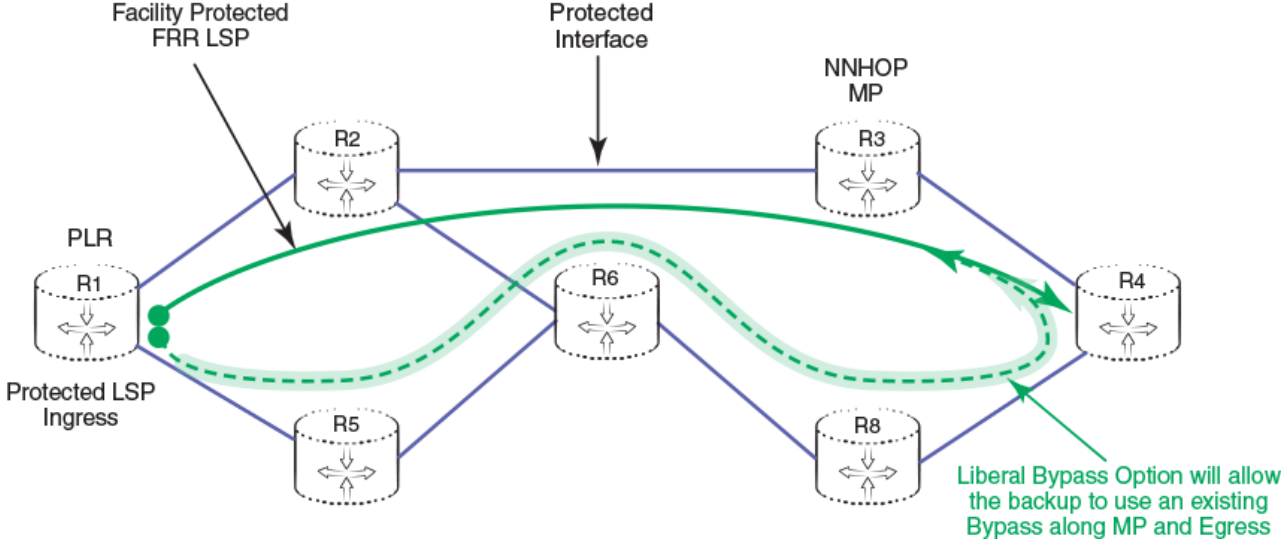 Facility Protected
FRR LSP
Protected
Interface
NNHOP
MP
R2
R3
PLR
R1
R6
R4
Protected LSP
Ingress
R5
R8
Liberal Bypass Option will allow
the backup to use an existing
Bypass along MP and Egress